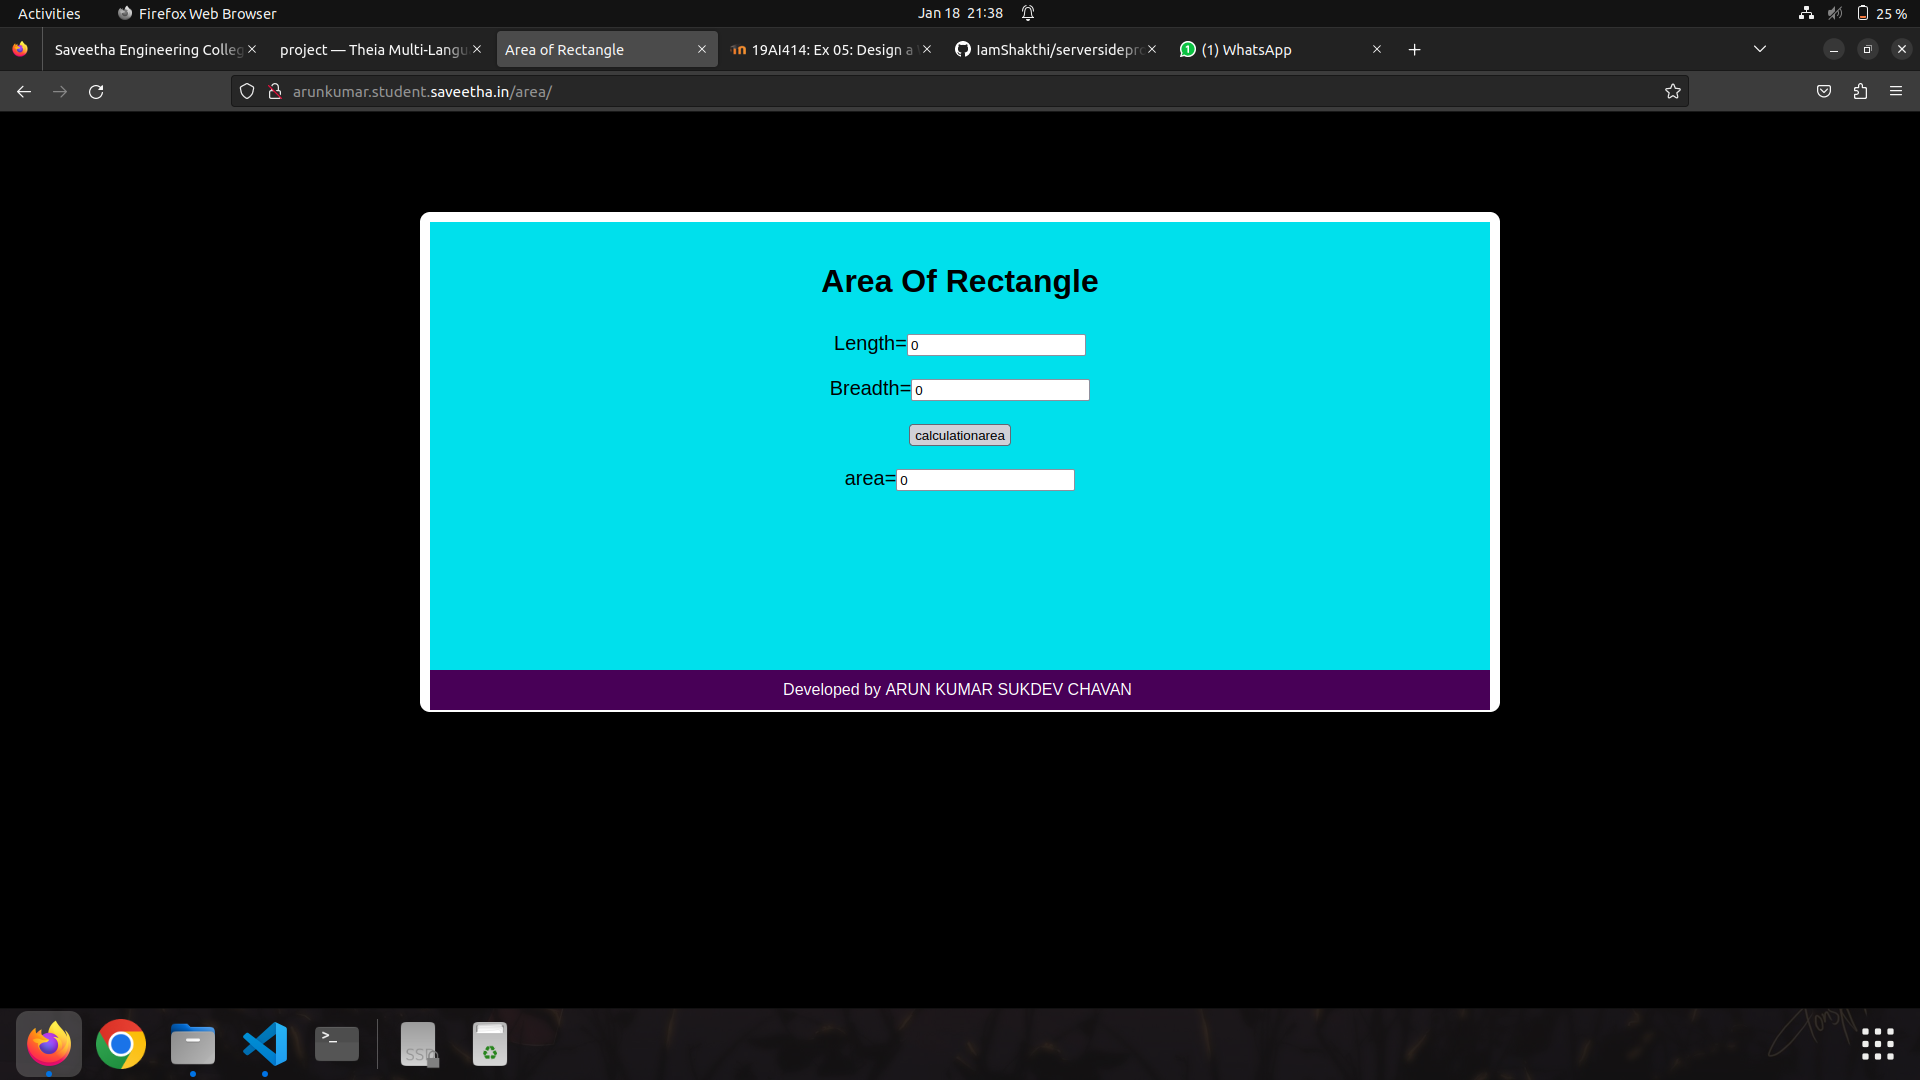 Activities Firefox Web Browser Jan 18 21:38 25 %
Saveetha Engineering Colleg project — Theia Multi-Langu Area of Rectangle 19AI414: Ex 05: Design a IamShakthi/serversidepro (1) WhatsApp
arunkumar.student.saveetha.in/area/
Area Of Rectangle
Length=0
Breadth=0
calculationarea
area=0
Developed by ARUN KUMAR SUKDEV CHAVAN
SSD